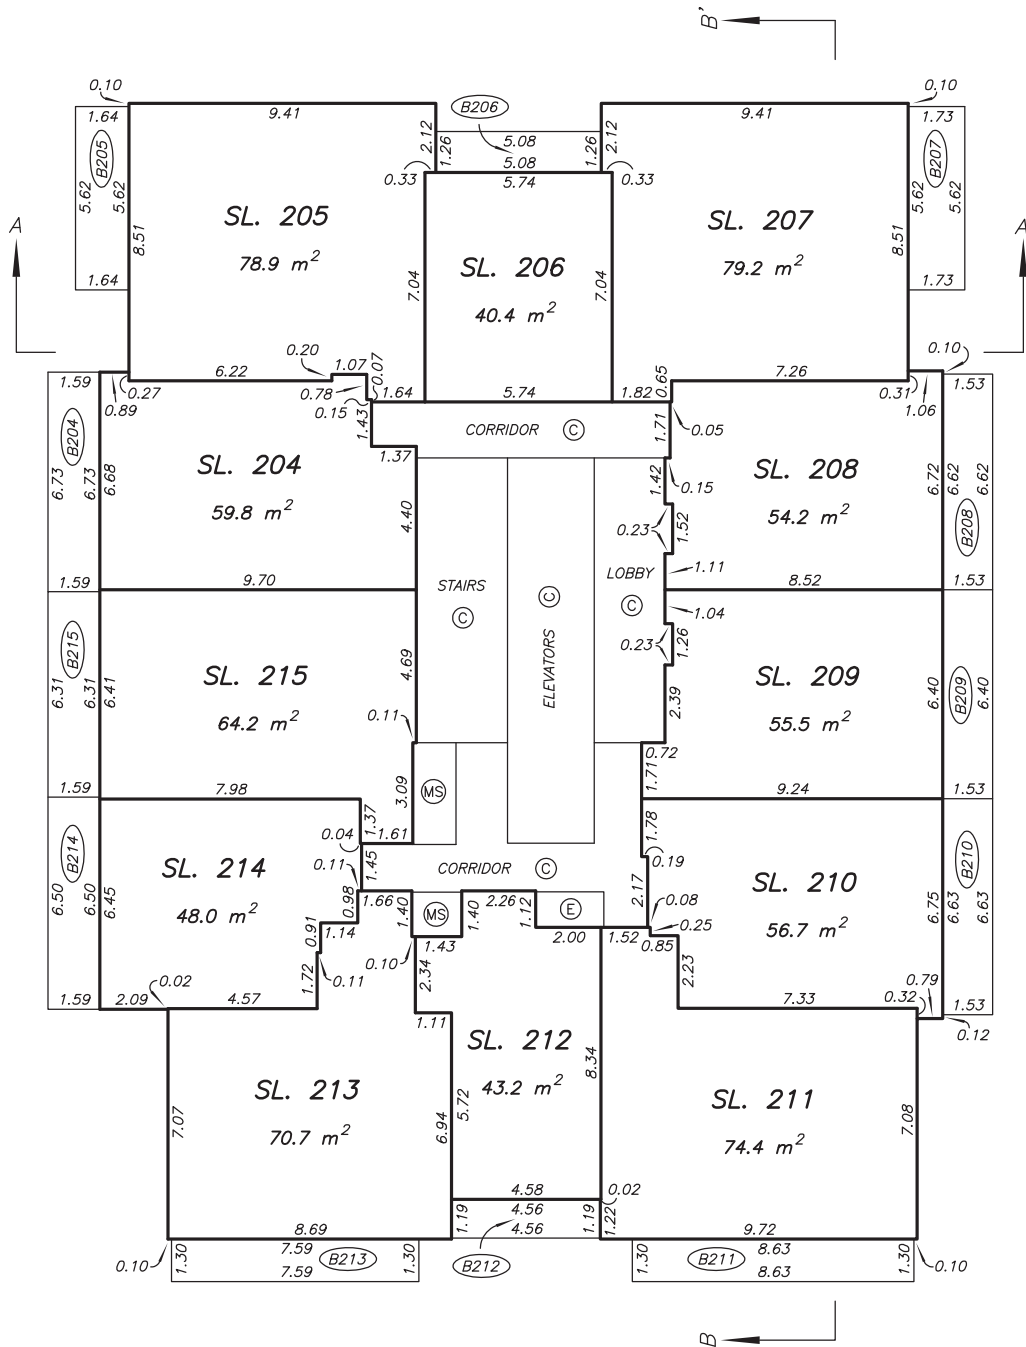 B'
0.10
1.64
9.41
B206
9.41
0.10
1.73
B205
2.12
1.26
5.08
5.08
1.26
2.12
B207
0.33
5.74
0.33
5.62
5.62
8.51
SL. 205
78.9 m²
SL. 206
40.4 m²
7.04
7.04
SL. 207
79.2 m²
8.51
5.62
5.62
A
A
1.64
1.73
0.20
1.07
0.07
0.10
1.59
0.27
6.22
0.78
1.64
5.74
1.82
0.65
7.26
0.31
1.53
0.89
0.15
1.43
1.06
B204
CORRIDOR C
1.71
0.05
1.37
SL. 204
59.8 m²
6.73
6.73
6.68
4.40
1.42
0.15
SL. 208
54.2 m²
6.72
6.62
6.62
0.23
1.52
B208
STAIRS
C
C
ELEVATORS
LOBBY
C
1.11
1.59
9.70
8.52
1.53
1.04
B215
0.23
1.26
6.31
6.31
6.41
SL. 215
64.2 m²
4.69
2.39
SL. 209
55.5 m²
6.40
B209
6.40
0.11
0.72
1.59
7.98
3.09
MS
1.71
9.24
1.53
1.37
1.61
0.04
1.78
B214
0.11
1.45
CORRIDOR C
0.19
B210
SL. 214
48.0 m²
6.50
6.50
6.45
0.98
1.66
1.40
MS
1.40
2.26
1.12
E
2.17
0.08
SL. 210
56.7 m²
6.75
6.63
6.63
0.91
1.14
1.43
2.00
1.52
0.25
0.85
0.10
1.72
0.11
2.34
2.23
0.79
0.02
1.59
2.09
4.57
7.33
0.32
1.53
0.12
1.11
SL. 212
43.2 m²
8.34
SL. 213
70.7 m²
7.07
6.94
5.72
SL. 211
74.4 m²
7.08
4.58
0.02
1.19
4.56
4.56
1.19
1.22
8.69
9.72
0.10
1.30
7.59
7.59
B213
1.30
B212
1.30
B211
8.63
8.63
1.30
0.10
B